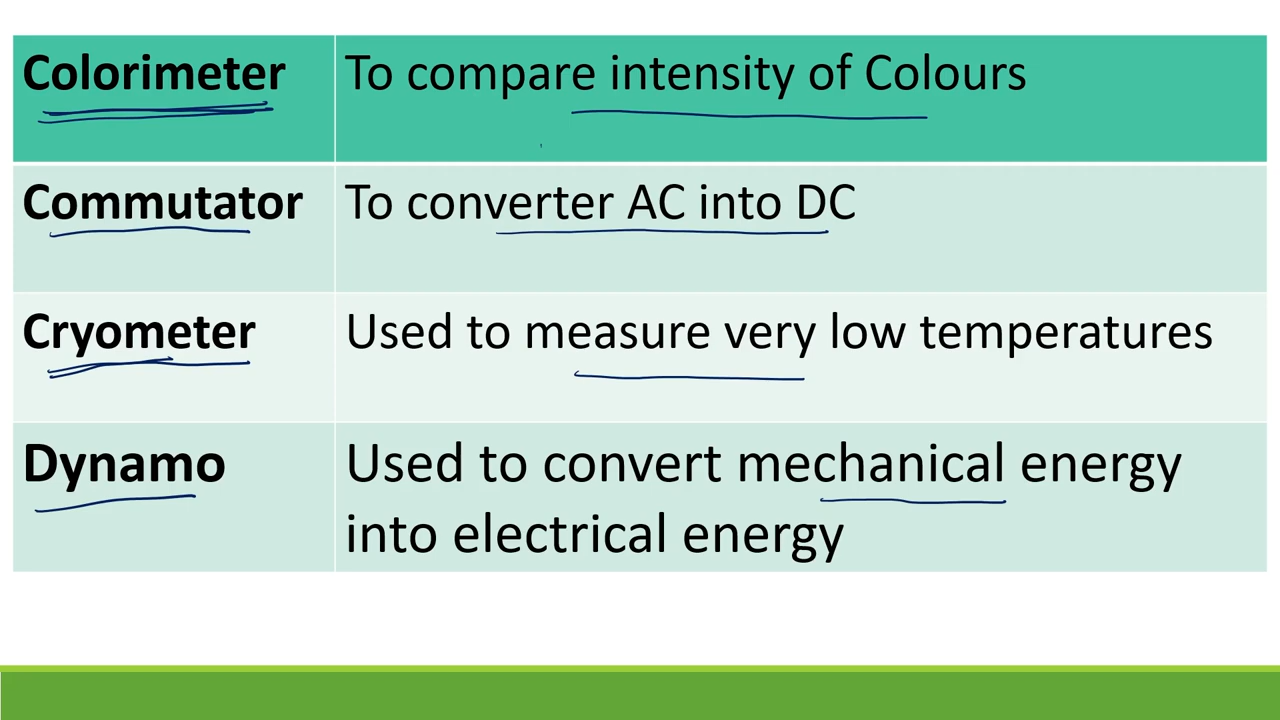 Colorimeter To compare intensity of Colours
Commutator To converter AC into DC
Cryometer Used to measure very low temperatures
Dynamo Used to convert mechanical energy
into electrical energy